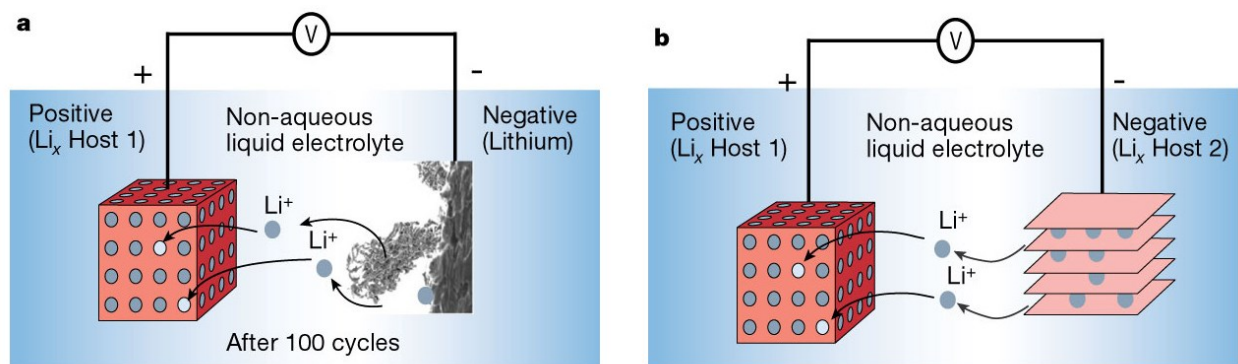 a
V
+
-
Positive
(Liₓ Host 1)
Non-aqueous
liquid electrolyte
Negative
(Lithium)
Li⁺
Li⁺
After 100 cycles
b
V
+
-
Positive
(Liₓ Host 1)
Non-aqueous
liquid electrolyte
Negative
(Liₓ Host 2)
Li⁺
Li⁺